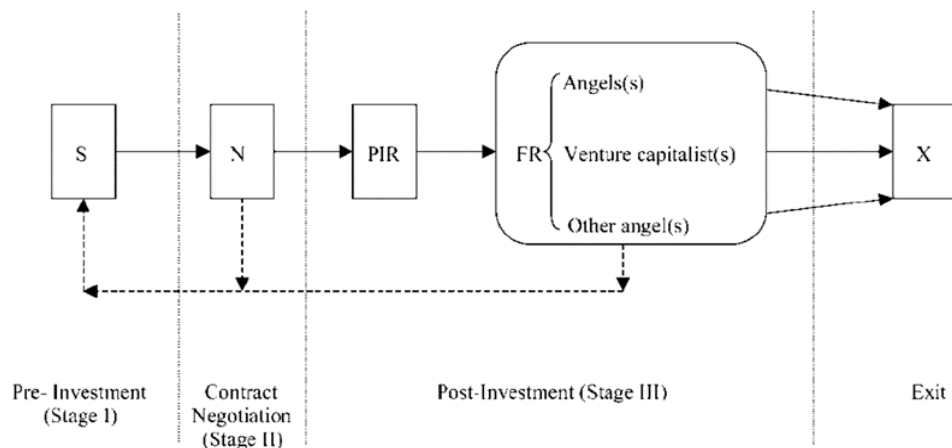 Angels(s)
S
N
PIR
FR
Venture capitalist(s)
X
Other angel(s)
Pre- Investment
(Stage I)
Contract
Negotiation
(Stage II)
Post-Investment (Stage III)
Exit